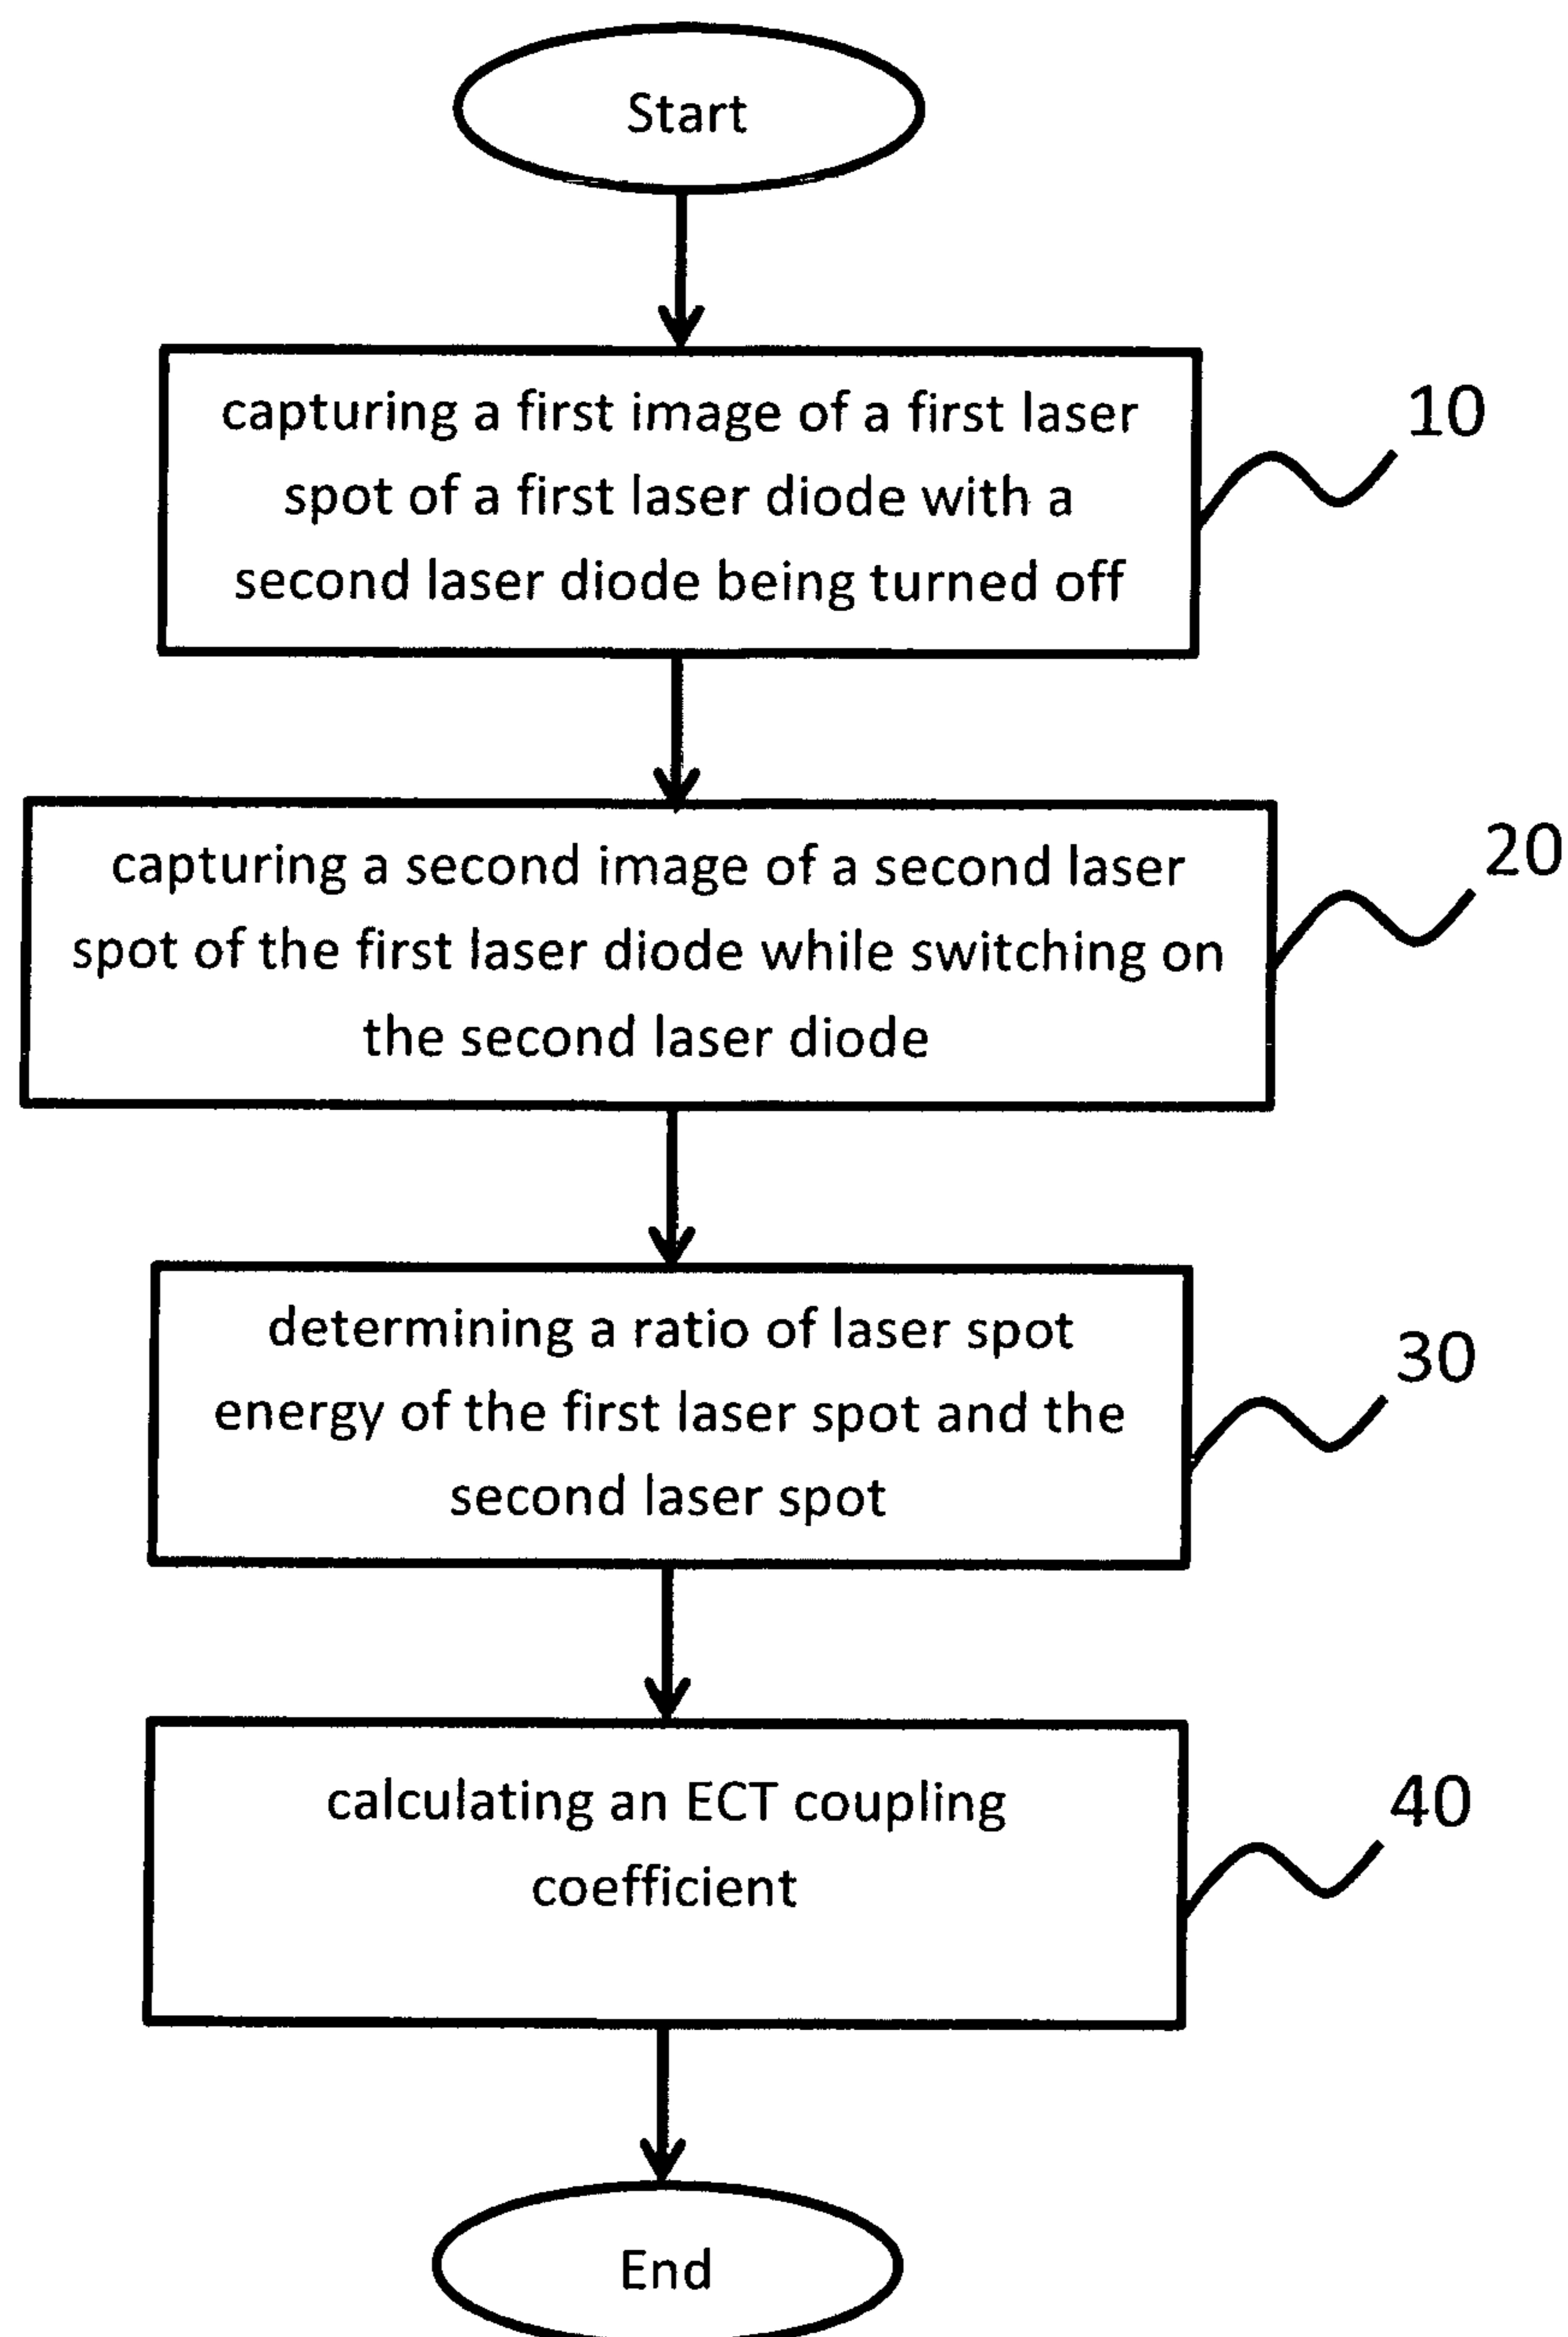 Start
capturing a first image of a first laser
spot of a first laser diode with a
second laser diode being turned off
10
capturing a second image of a second laser
spot of the first laser diode while switching on
the second laser diode
20
determining a ratio of laser spot
energy of the first laser spot and the
second laser spot
30
calculating an ECT coupling
coefficient
40
End